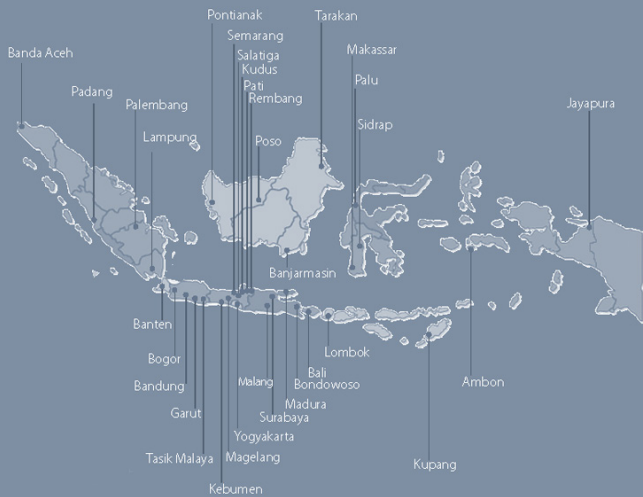 Pontianak
Tarakan
Semarang
Makassar
Banda Aceh
Salatiga
Kudus
Palu
Padang
Pati
Palembang
Rembang
Jayapura
Sidrap
Lampung
Poso
Banjarmasin
Banten
Lombok
Bogor
Bali
Malang
Bondowoso
Ambon
Bandung
Madura
Garut
Surabaya
Yogyakarta
Tasik Malaya
Magelang
Kupang
Kebumen